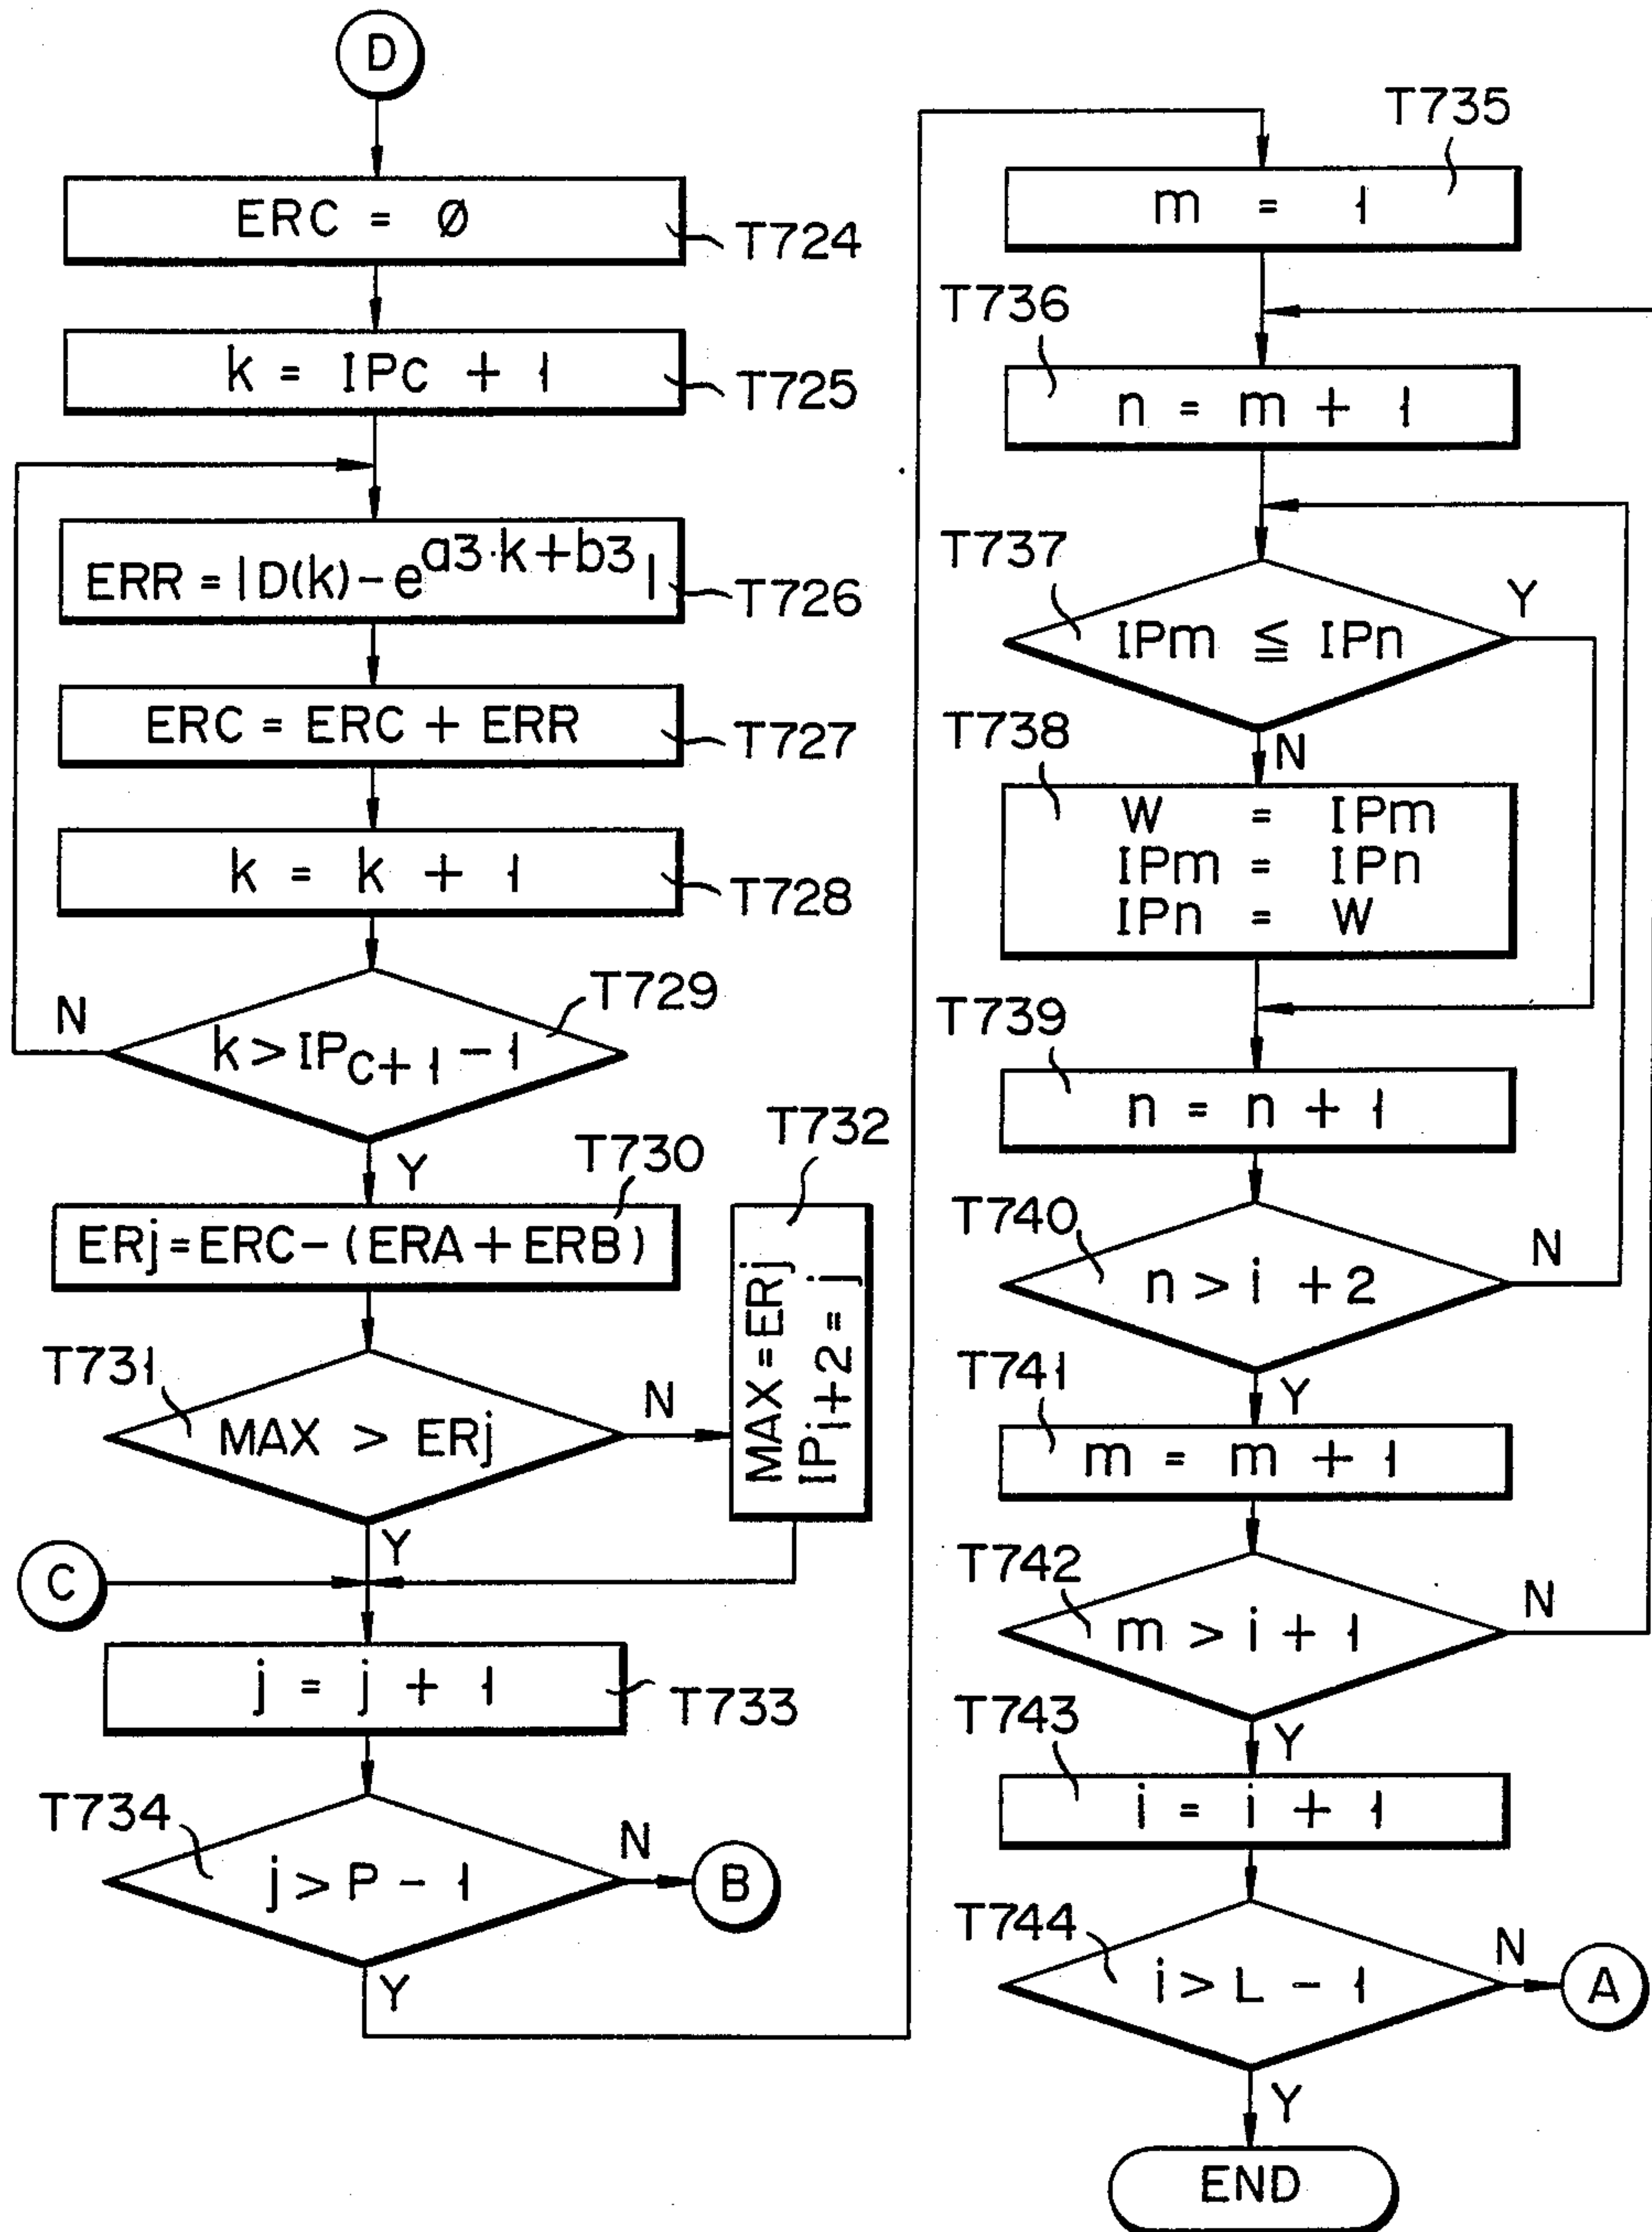 D
ERC = Ø
T724
k = IPC + 1
T725
ERR = |D(k) - e^a3·k+b3|
T726
ERC = ERC + ERR
T727
k = k + 1
T728
k > IPC+1 - 1
T729
N
Y
T730
ERj = ERC - (ERA + ERB)
T731
MAX > ERj
N
Y
T732
MAX = ERj
IPi+2 = j
C
j = j + 1
T733
T734
j > P - 1
N
B
Y
T735
m = 1
T736
n = m + 1
T737
IPm ≦ IPn
Y
N
T738
W = IPm
IPm = IPn
IPn = W
T739
n = n + 1
T740
n > i + 2
N
Y
T741
m = m + 1
T742
m > i + 1
N
Y
T743
i = i + 1
T744
i > L - 1
N
A
Y
END